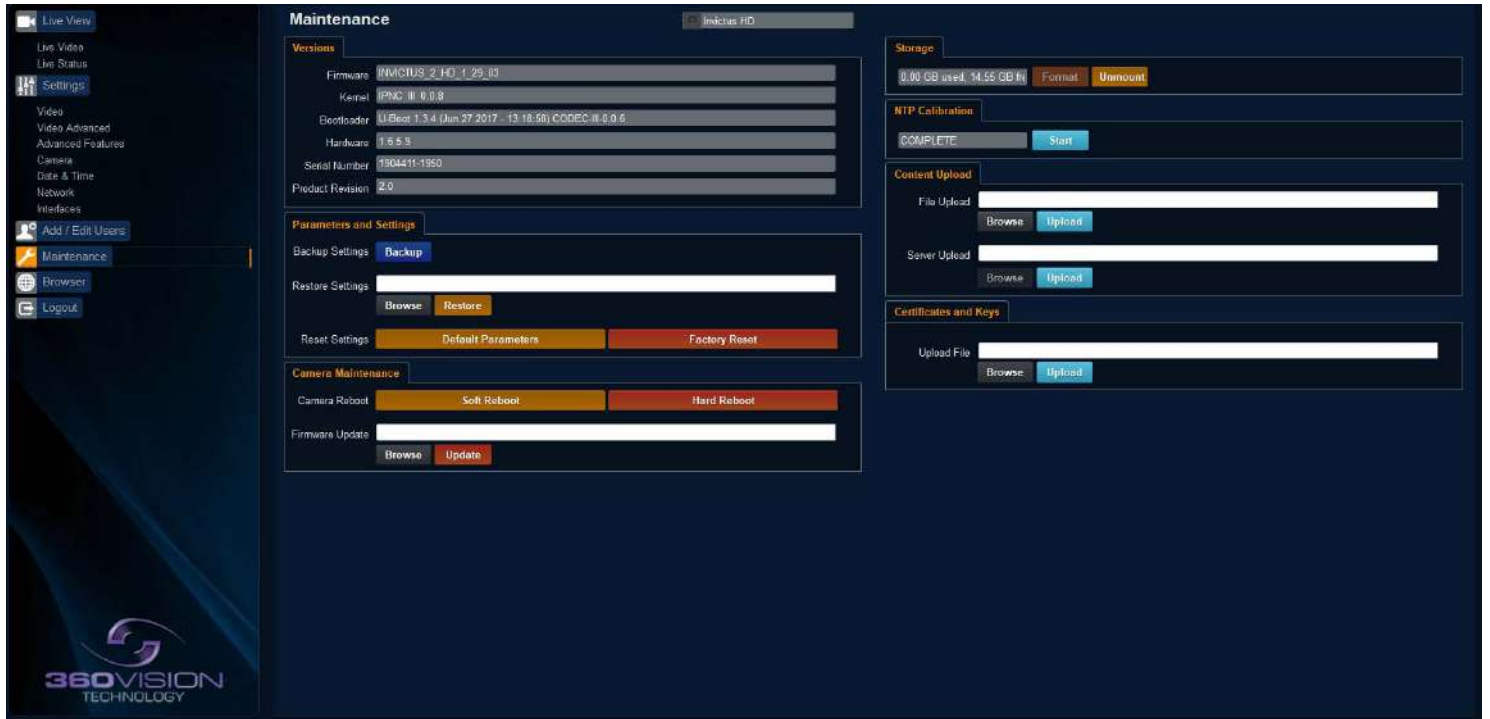 Live View
Live Video
Live Status
Settings
Video
Video Advanced
Advanced Features
Camera
Date & Time
Network
Interfaces
Add / Edit Users
Maintenance
Browser
Logout
360VISION
TECHNOLOGY
Maintenance
Invictus HD
Versions
Firmware INVICTUS_2_HD_1_29_03
Kernel IPNC_III_0.0.8
Bootloader U-Boot 1.3.4 (Jun 27 2017 - 13:18:58) CODEC-III-0.0.6
Hardware 1.6.5.9
Serial Number 1904411-1950
Product Revision 2.0
Parameters and Settings
Backup Settings Backup
Restore Settings
Browse Restore
Reset Settings Default Parameters Factory Reset
Camera Maintenance
Camera Reboot Soft Reboot Hard Reboot
Firmware Update
Browse Update
Storage
0.00 GB used, 14.55 GB fr Format Unmount
NTP Calibration
COMPLETE Start
Content Upload
File Upload
Browse Upload
Server Upload
Browse Upload
Certificates and Keys
Upload File
Browse Upload